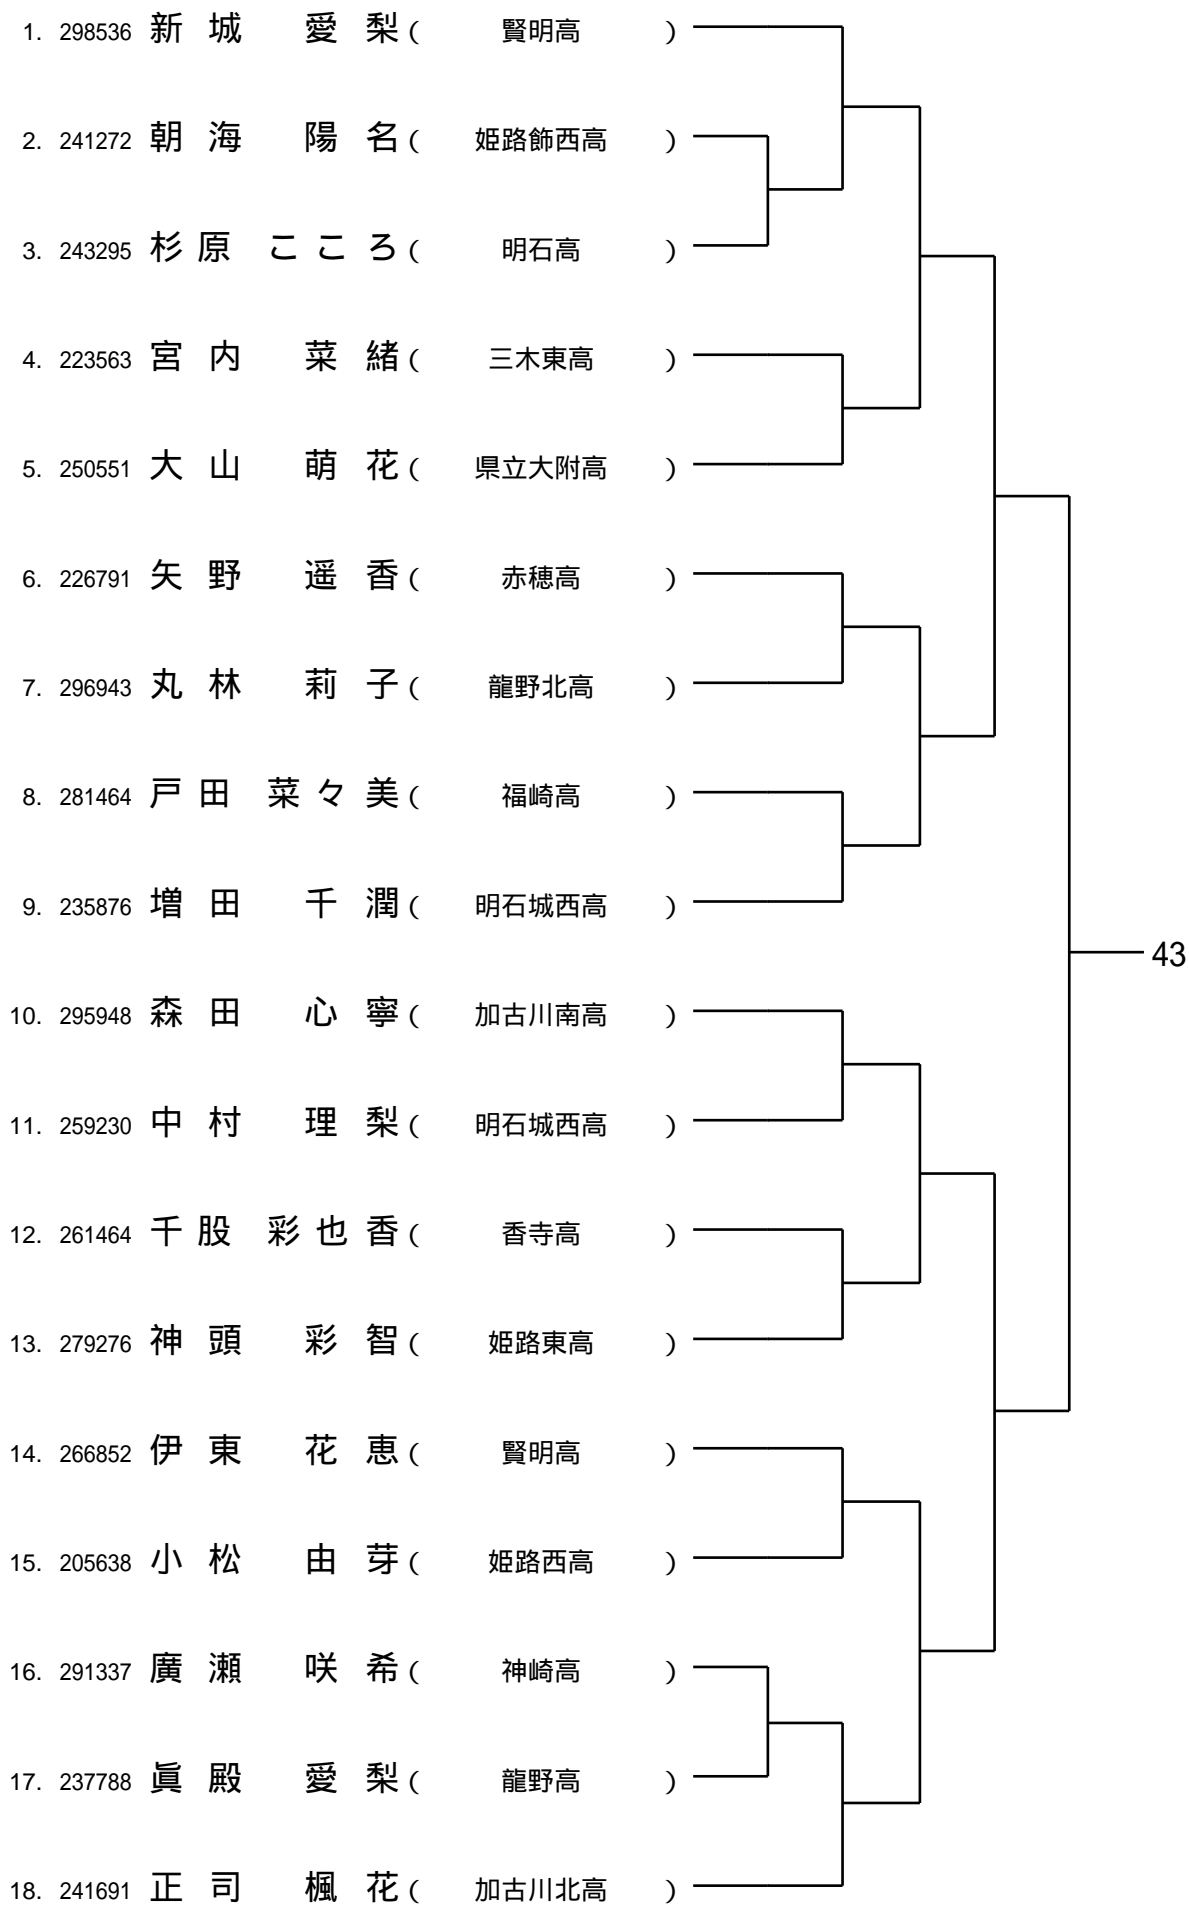 1. 298536 新城 愛梨 ( 賢明高 )
2. 241272 朝海 陽名 ( 姫路飾西高 )
3. 243295 杉原 こころ ( 明石高 )
4. 223563 宮内 菜緒 ( 三木東高 )
5. 250551 大山 萌花 ( 県立大附高 )
6. 226791 矢野 遥香 ( 赤穂高 )
7. 296943 丸林 莉子 ( 龍野北高 )
8. 281464 戸田 菜々美 ( 福崎高 )
9. 235876 増田 千潤 ( 明石城西高 )
43
10. 295948 森田 心寧 ( 加古川南高 )
11. 259230 中村 理梨 ( 明石城西高 )
12. 261464 千股 彩也香 ( 香寺高 )
13. 279276 神頭 彩智 ( 姫路東高 )
14. 266852 伊東 花恵 ( 賢明高 )
15. 205638 小松 由芽 ( 姫路西高 )
16. 291337 廣瀬 咲希 ( 神崎高 )
17. 237788 眞殿 愛梨 ( 龍野高 )
18. 241691 正司 楓花 ( 加古川北高 )